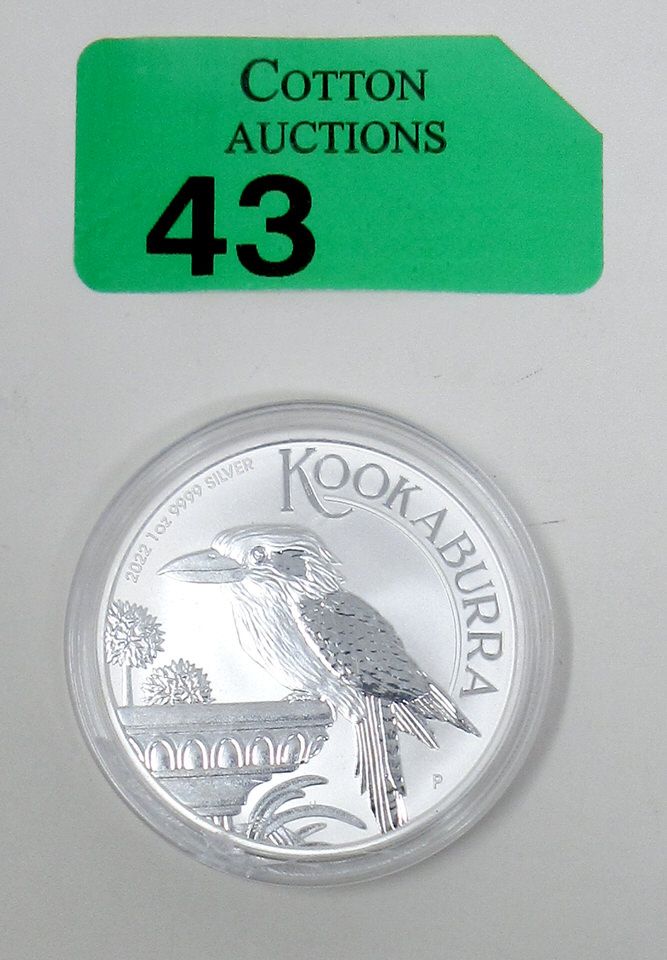 COTTON
AUCTIONS
43
2022 1oz 9999 SILVER
KOOKABURRA
P